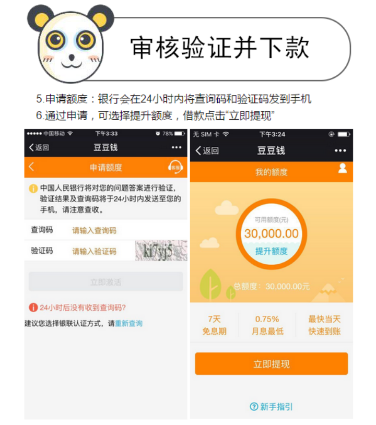 审核验证并下款
5.申请额度：银行会在24小时内将查询码和验证码发到手机
6.通过申请，可选择提升额度，借款点击“立即提现”
中国移动 下午3:33 76%
返回 豆豆钱
申请额度
中国人民银行将对您的问题答案进行验证,
验证结果及查询码将于24小时内发送至您的
手机，请注意查收。
查询码 请输入查询码
验证码 请输入验证码
立即激活
24小时后没有收到查询码?
建议您选择银联认证方式，请重新查询
无 SIM 卡 下午3:24
返回 豆豆钱
我的额度
可用额度(元)
30,000.00
提升额度
总额度：30,000.00元
7天 0.75% 最快当天
免息期 月息最低 快速到账
立即提现
新手指引